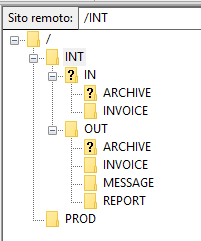 Sito remoto: /INT
/
INT
? IN
? ARCHIVE
INVOICE
OUT
? ARCHIVE
INVOICE
MESSAGE
REPORT
PROD